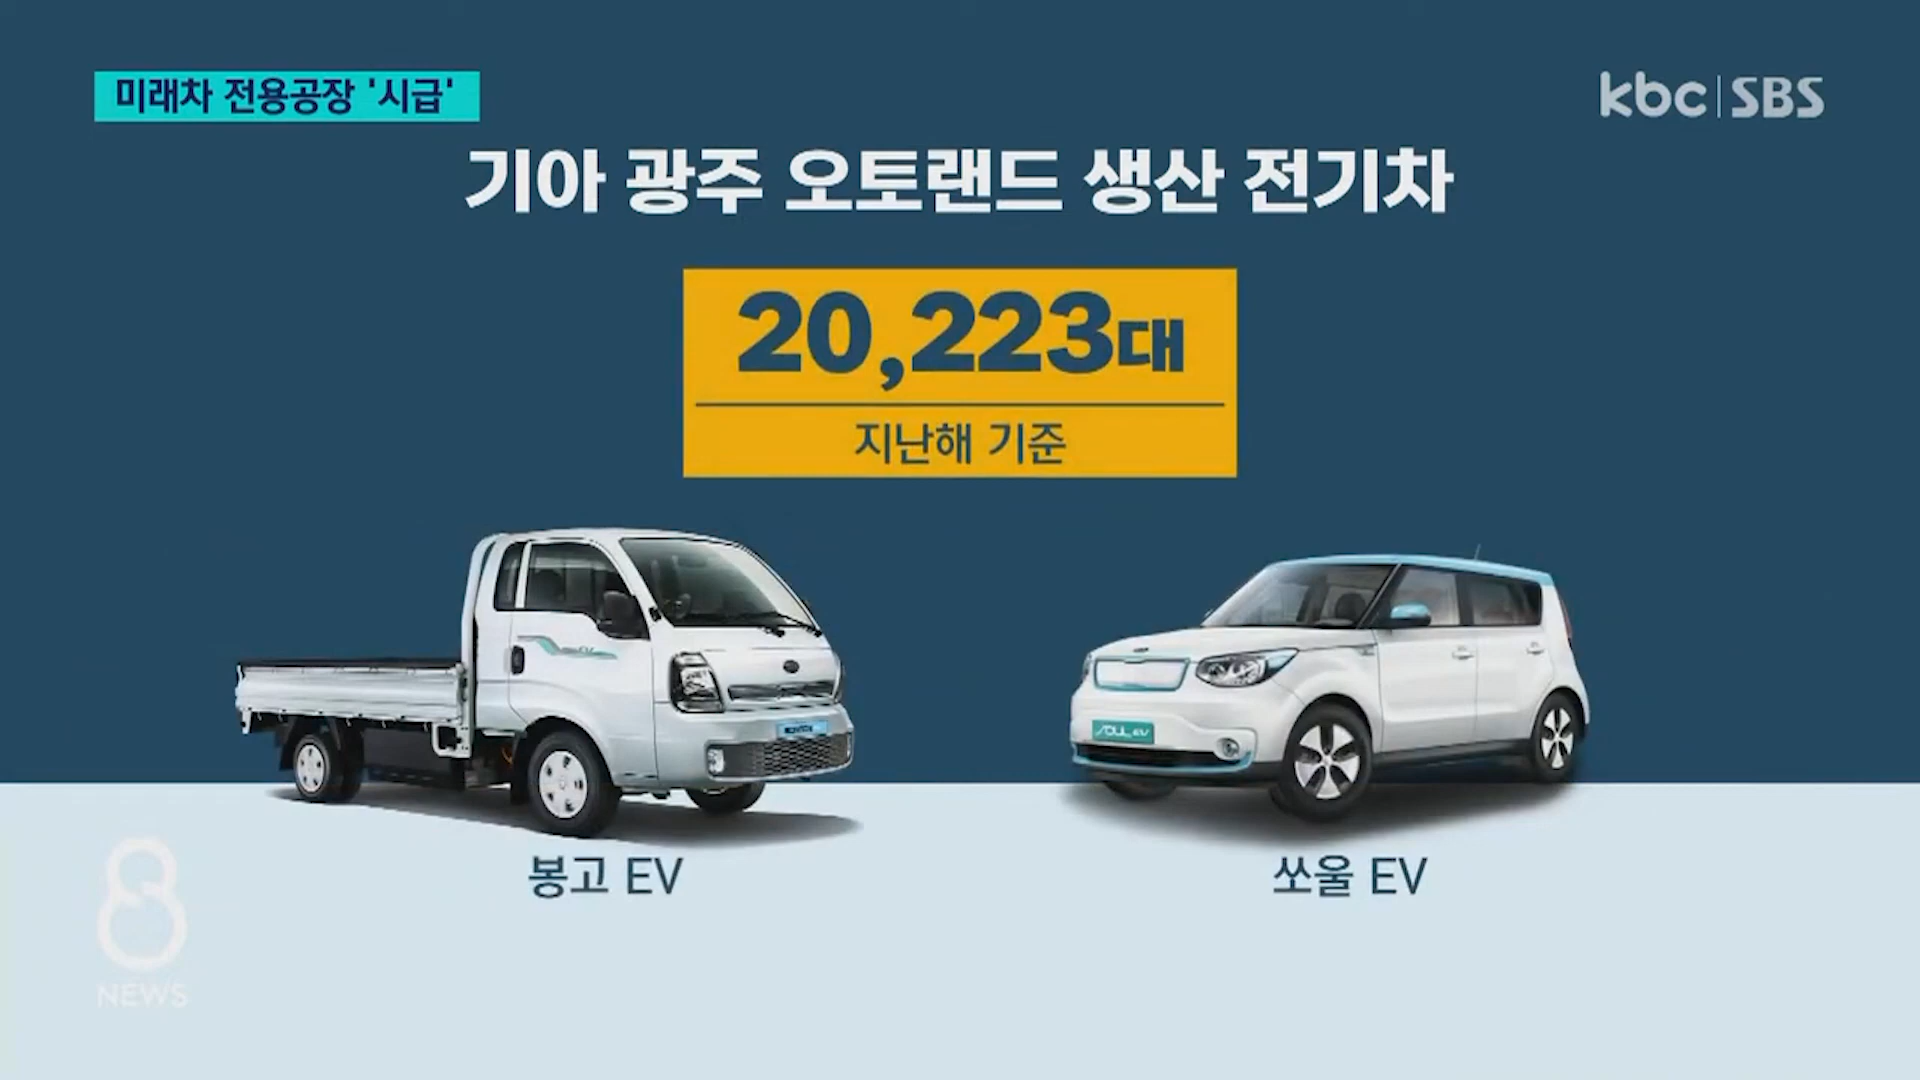 미래차 전용공장 '시급'
kbc SBS
기아 광주 오토랜드 생산 전기차
20,223대
지난해 기준
SOUL EV
봉고 EV
쏘울 EV
8
NEWS